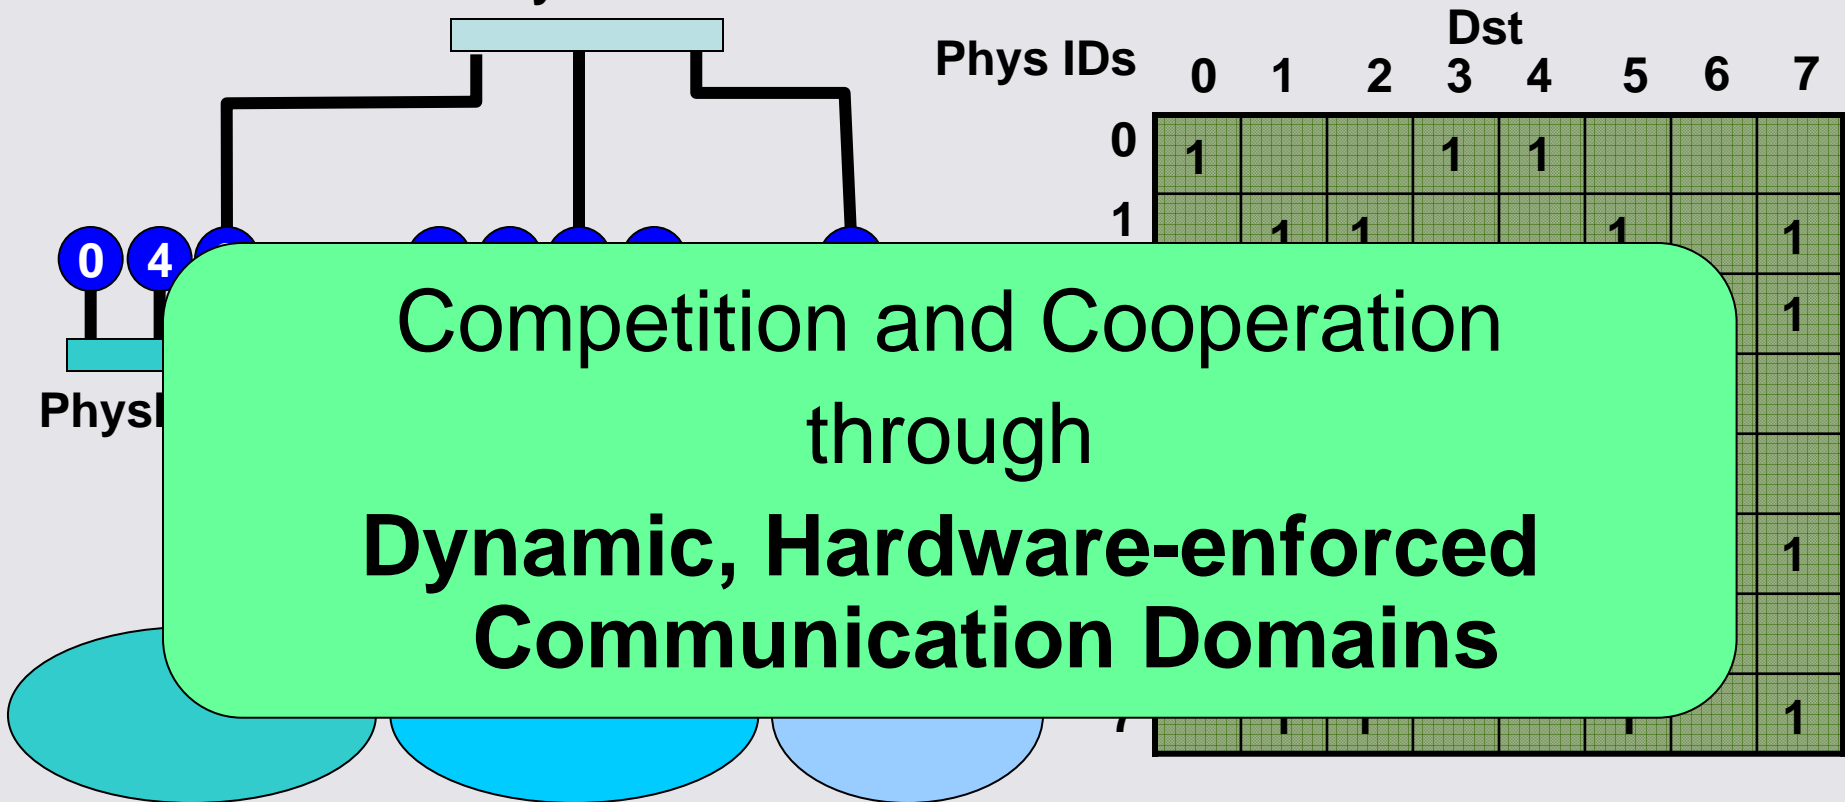 Dst
Phys IDs 0 1 2 3 4 5 6 7
0 1 1 1
1 1 1 1 1
0 4
1
Competition and Cooperation
through
Dynamic, Hardware-enforced
Communication Domains
1
1